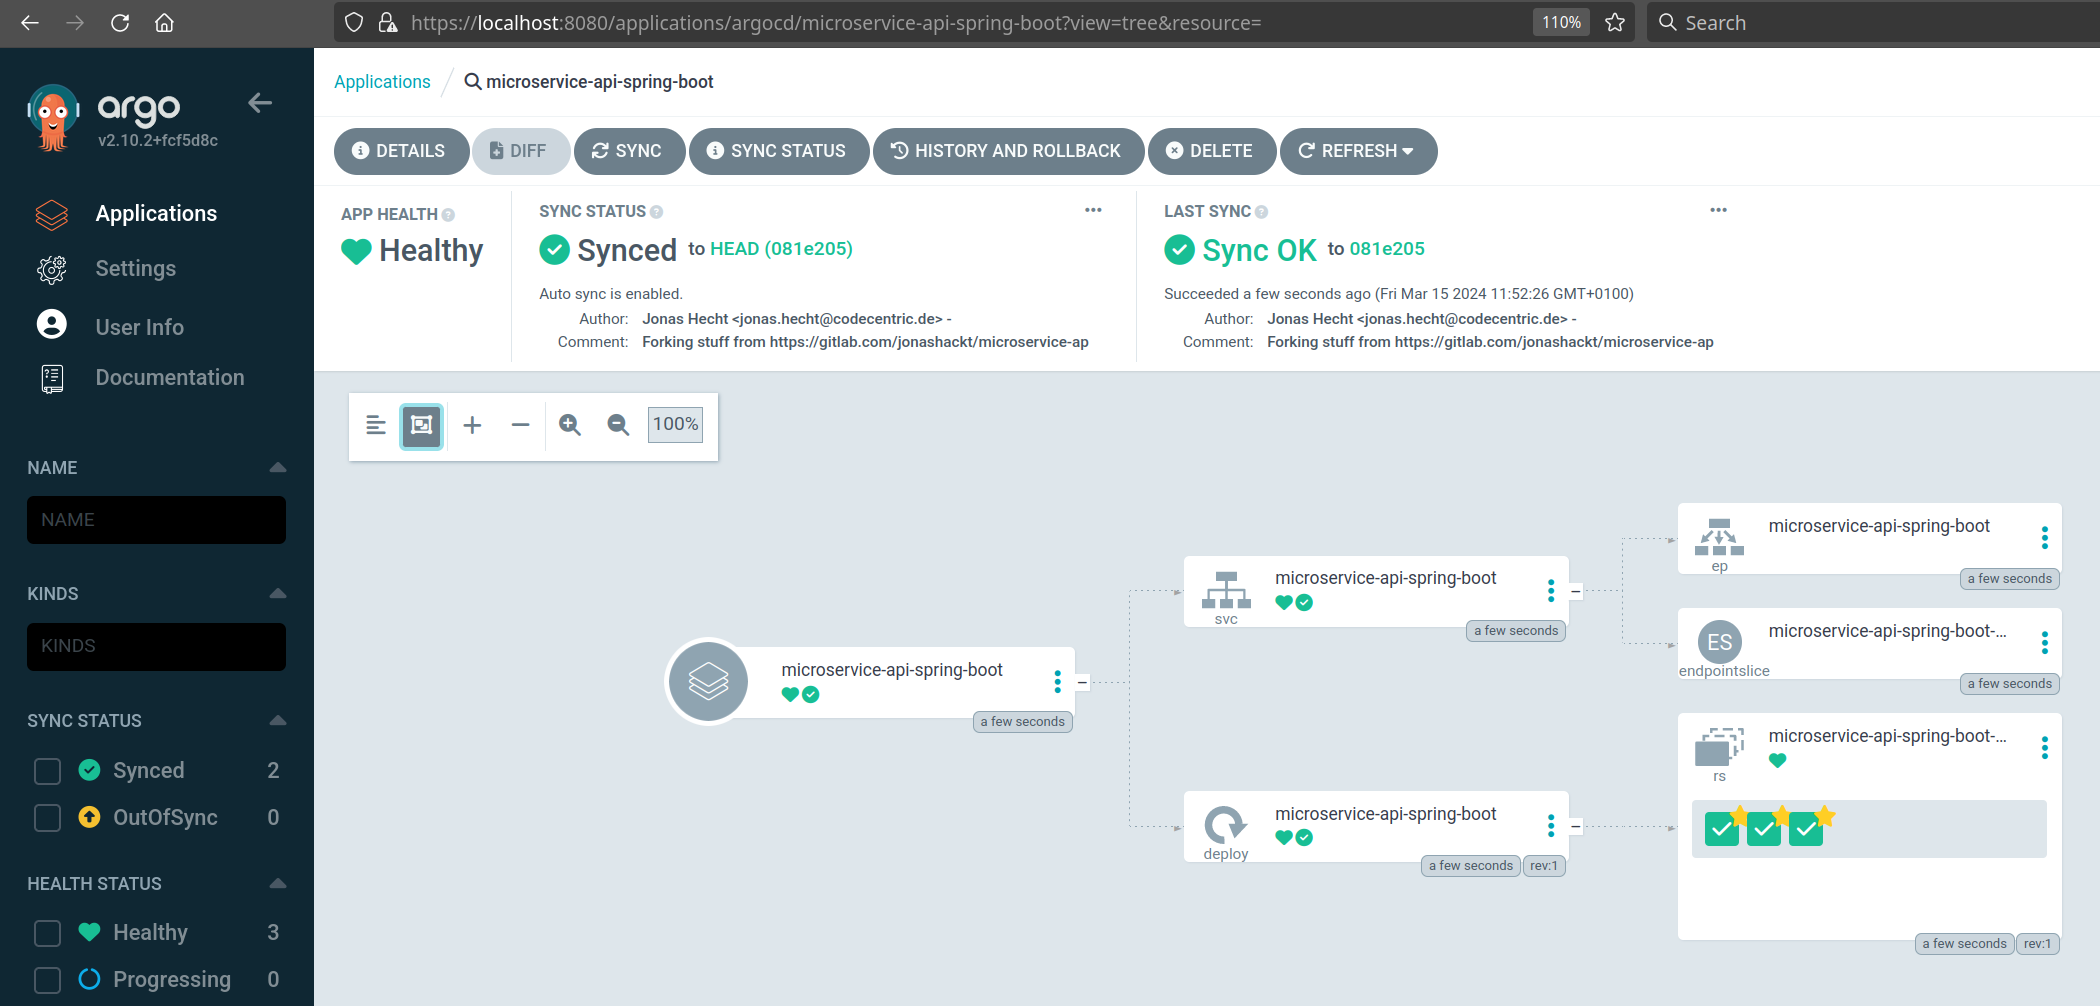 https://localhost:8080/applications/argocd/microservice-api-spring-boot?view=tree&resource=
110%
Search
argo
v2.10.2+fcf5d8c
Applications
Settings
User Info
Documentation
NAME
NAME
KINDS
KINDS
SYNC STATUS
Synced 2
OutOfSync 0
HEALTH STATUS
Healthy 3
Progressing 0
Applications / microservice-api-spring-boot
DETAILS DIFF SYNC SYNC STATUS HISTORY AND ROLLBACK DELETE REFRESH
APP HEALTH
Healthy
SYNC STATUS
Synced to HEAD (081e205)
Auto sync is enabled.
Author: Jonas Hecht <jonas.hecht@codecentric.de> -
Comment: Forking stuff from https://gitlab.com/jonashackt/microservice-ap
LAST SYNC
Sync OK to 081e205
Succeeded a few seconds ago (Fri Mar 15 2024 11:52:26 GMT+0100)
Author: Jonas Hecht <jonas.hecht@codecentric.de> -
Comment: Forking stuff from https://gitlab.com/jonashackt/microservice-ap
100%
microservice-api-spring-boot
a few seconds
svc
microservice-api-spring-boot
a few seconds
deploy
microservice-api-spring-boot
a few seconds rev:1
ep
microservice-api-spring-boot
a few seconds
ES
endpointslice
microservice-api-spring-boot-...
a few seconds
rs
microservice-api-spring-boot-...
a few seconds rev:1